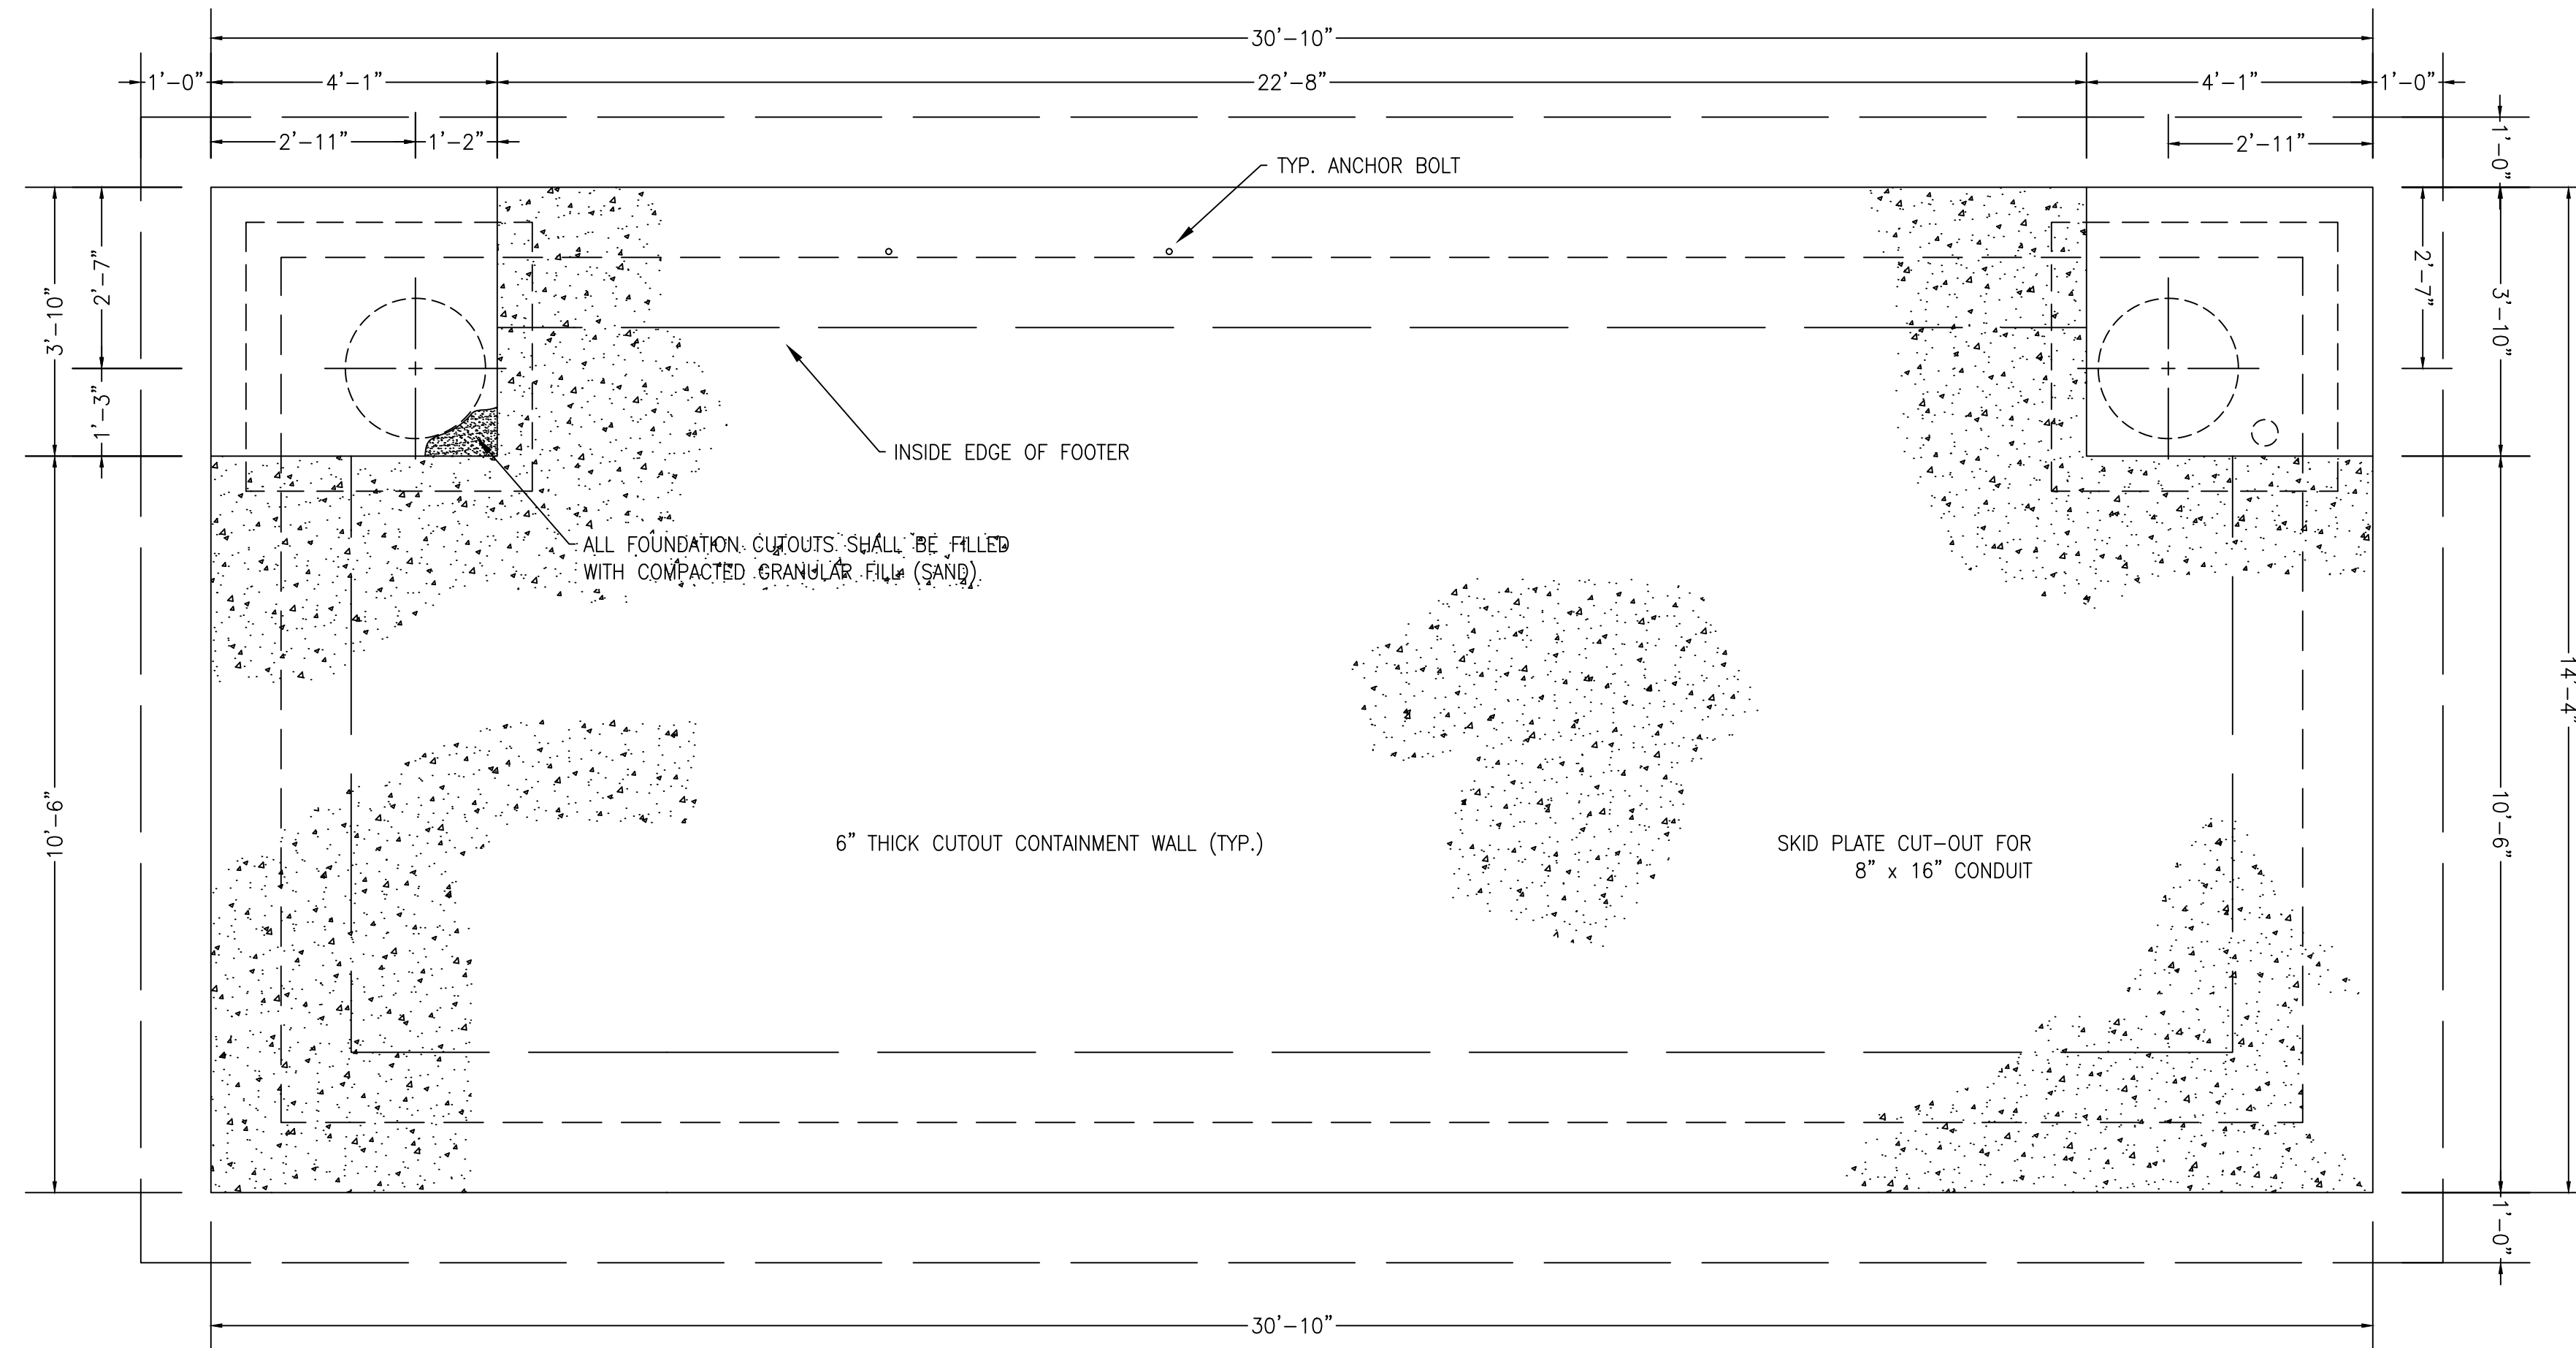 30'-10"
1'-0"
4'-1"
22'-8"
4'-1"
1'-0"
2'-11"
1'-2"
2'-11"
1'-0"
TYP. ANCHOR BOLT
3'-10"
2'-7"
2'-7"
3'-10"
1'-3"
INSIDE EDGE OF FOOTER
ALL FOUNDATION CUTOUTS SHALL BE FILLED
WITH COMPACTED GRANULAR FILL (SAND)
14'-4"
10'-6"
6" THICK CUTOUT CONTAINMENT WALL (TYP.)
SKID PLATE CUT-OUT FOR
8" x 16" CONDUIT
10'-6"
1'-0"
30'-10"